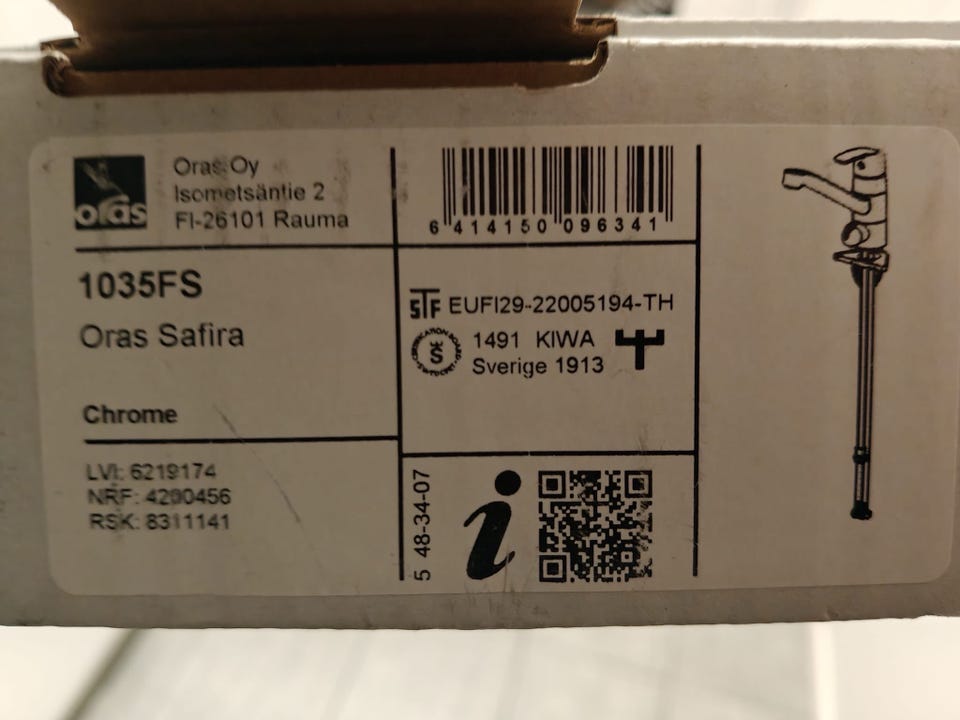 oras
Oras Oy
Isometsäntie 2
FI-26101 Rauma
6 414150 096341
1035FS
Oras Safira
Chrome
LVI: 6219174
NRF: 4200456
RSK: 8311141
STF EUFI29-22005194-TH
1491 KIWA
Sverige 1913
5 48-34-07
i